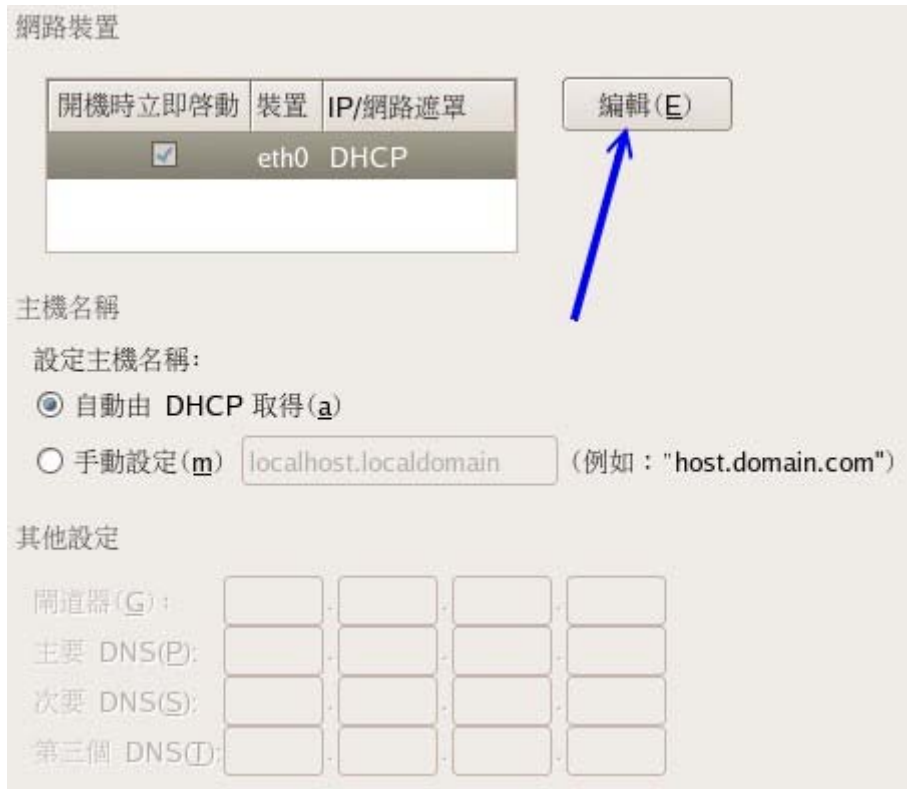 網路裝置
開機時立即啓動 裝置 IP/網路遮罩 編輯(E)
eth0 DHCP
主機名稱
設定主機名稱:
自動由 DHCP 取得(a)
手動設定(m) localhost.localdomain (例如："host.domain.com")
其他設定
閘道器(G):
主要 DNS(P):
次要 DNS(S):
第三個 DNS(T):